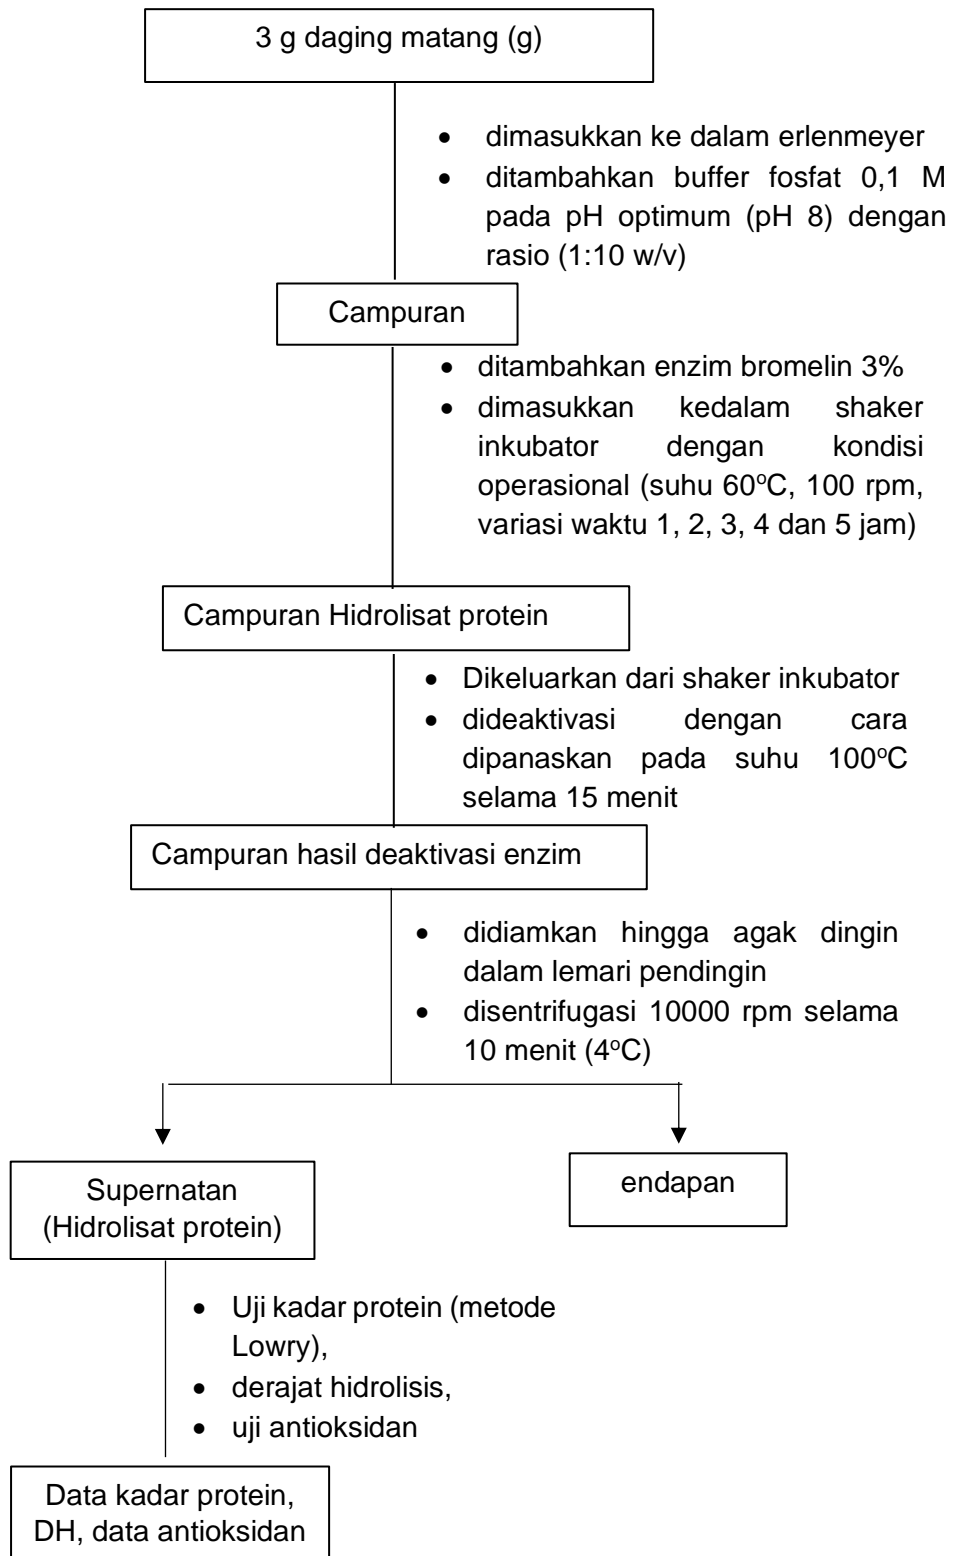 3 g daging matang (g)
• dimasukkan ke dalam erlenmeyer
• ditambahkan buffer fosfat 0,1 M
pada pH optimum (pH 8) dengan
rasio (1:10 w/v)
Campuran
• ditambahkan enzim bromelin 3%
• dimasukkan kedalam shaker
inkubator dengan kondisi
operasional (suhu 60°C, 100 rpm,
variasi waktu 1, 2, 3, 4 dan 5 jam)
Campuran Hidrolisat protein
• Dikeluarkan dari shaker inkubator
• dideaktivasi dengan cara
dipanaskan pada suhu 100°C
selama 15 menit
Campuran hasil deaktivasi enzim
• didiamkan hingga agak dingin
dalam lemari pendingin
• disentrifugasi 10000 rpm selama
10 menit (4°C)
Supernatan
(Hidrolisat protein)
endapan
• Uji kadar protein (metode
Lowry),
• derajat hidrolisis,
• uji antioksidan
Data kadar protein,
DH, data antioksidan